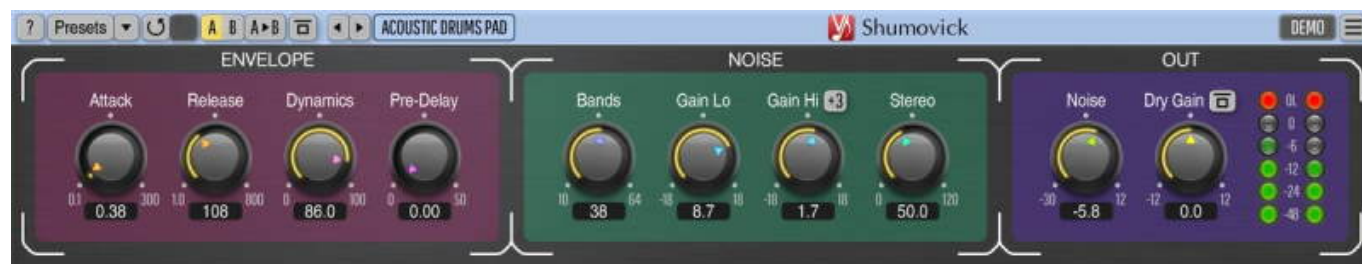 ? Presets A B A▸B ACOUSTIC DRUMS PAD Shumovick DEMO
ENVELOPE NOISE OUT
Attack Release Dynamics Pre-Delay Bands Gain Lo Gain Hi +3 Stereo Noise Dry Gain OL
0
-6
-12
0.1 300 1.0 800 0 100 0 50 10 64 -18 18 -18 18 0 120 -30 12 -12 12 -24
0.38 108 86.0 0.00 38 8.7 1.7 50.0 -5.8 0.0 -48